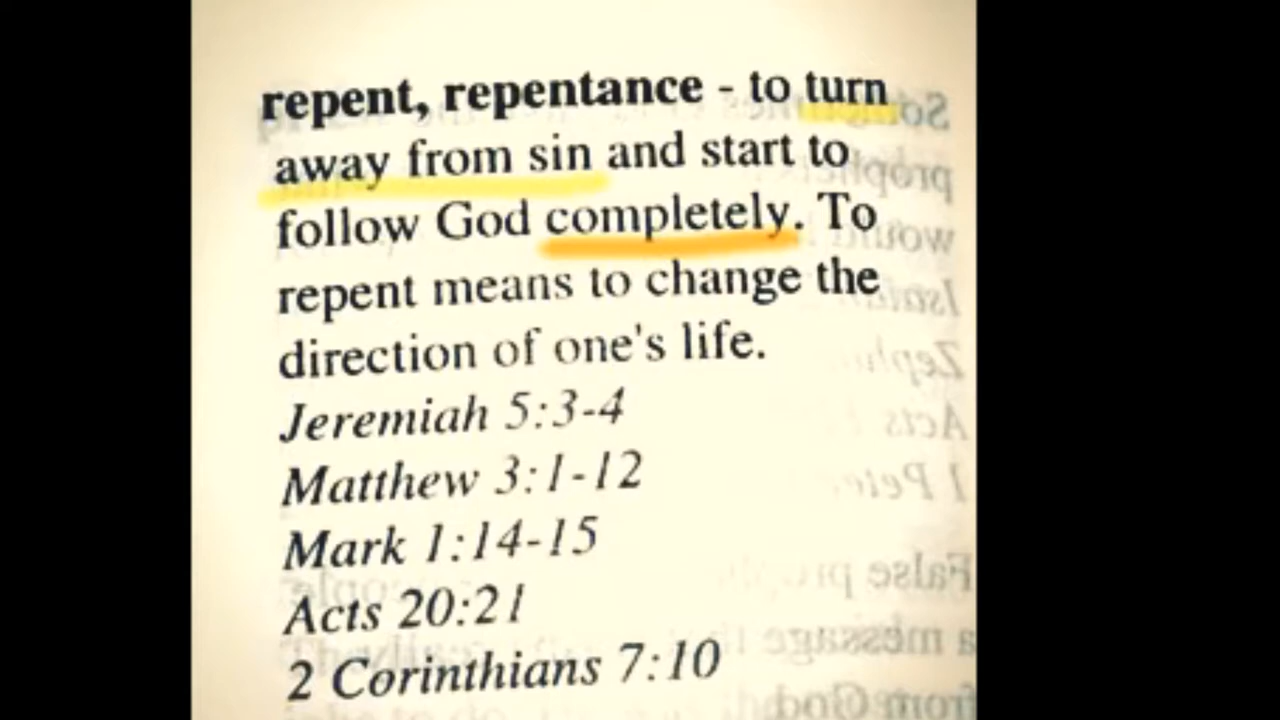 repent, repentance - to turn
away from sin and start to
follow God completely. To
repent means to change the
direction of one's life.
Jeremiah 5:3-4
Matthew 3:1-12
Mark 1:14-15
Acts 20:21
2 Corinthians 7:10